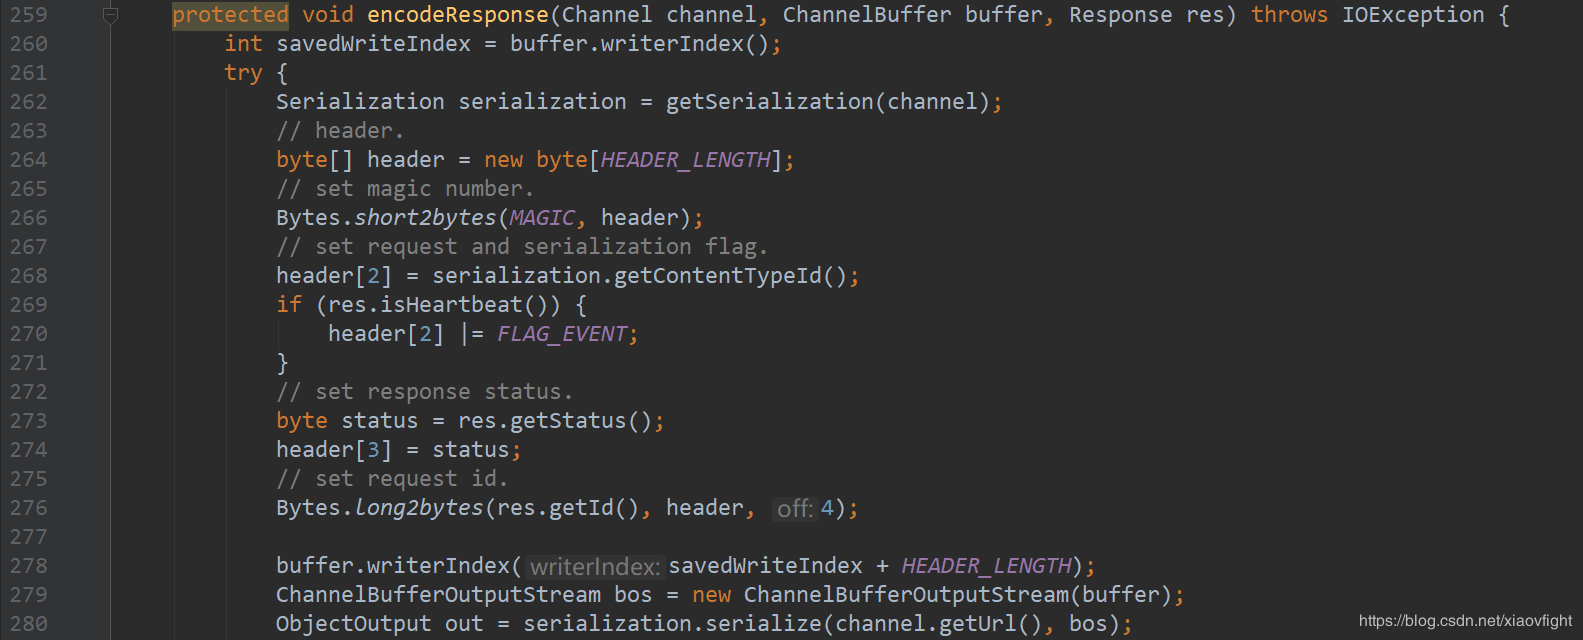 259 protected void encodeResponse(Channel channel, ChannelBuffer buffer, Response res) throws IOException {
260 int savedWriteIndex = buffer.writerIndex();
261 try {
262 Serialization serialization = getSerialization(channel);
263 // header.
264 byte[] header = new byte[HEADER_LENGTH];
265 // set magic number.
266 Bytes.short2bytes(MAGIC, header);
267 // set request and serialization flag.
268 header[2] = serialization.getContentTypeId();
269 if (res.isHeartbeat()) {
270 header[2] |= FLAG_EVENT;
271 }
272 // set response status.
273 byte status = res.getStatus();
274 header[3] = status;
275 // set request id.
276 Bytes.long2bytes(res.getId(), header, off: 4);
277
278 buffer.writerIndex( writerIndex: savedWriteIndex + HEADER_LENGTH);
279 ChannelBufferOutputStream bos = new ChannelBufferOutputStream(buffer);
280 ObjectOutput out = serialization.serialize(channel.getUrl(), bos);
https://blog.csdn.net/xiaovfight